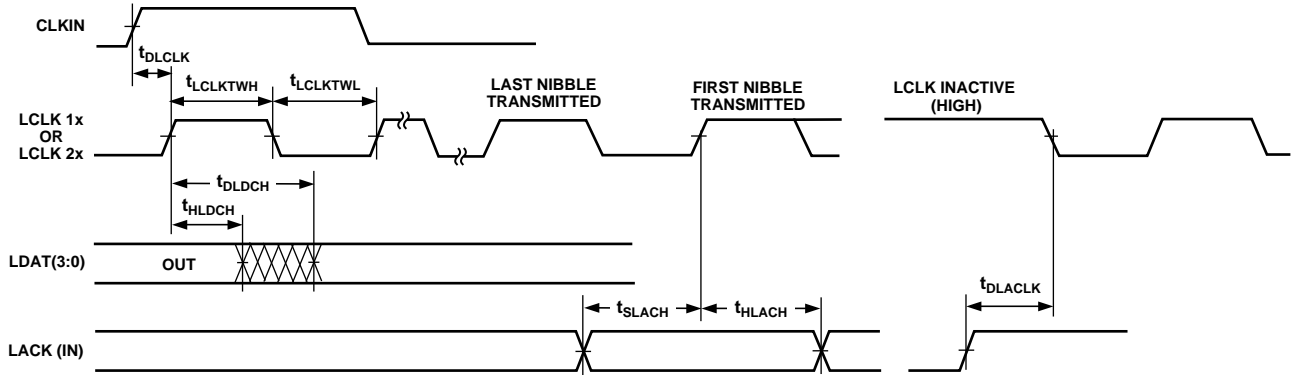 CLKIN
tDLCLK
tLCLKTWH
tLCLKTWL
LAST NIBBLE
TRANSMITTED
FIRST NIBBLE
TRANSMITTED
LCLK INACTIVE
(HIGH)
LCLK 1x
OR
LCLK 2x
tDLDCH
tHLDCH
LDAT(3:0)
OUT
tDLACLK
tSLACH
tHLACH
LACK (IN)